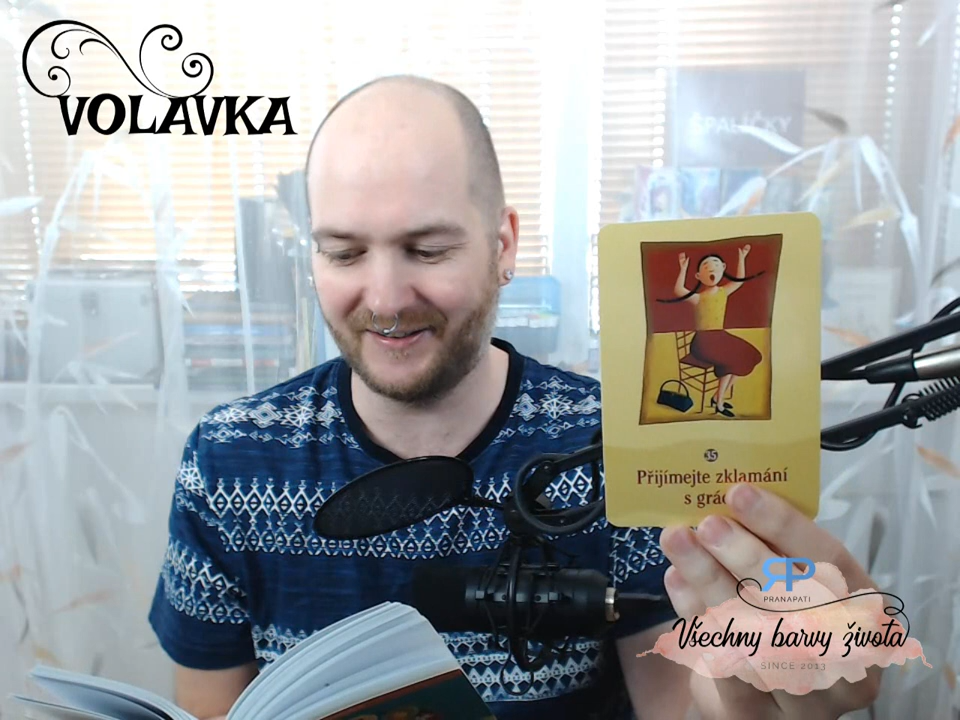 VOLAVKA
ŠPALÍČKY
35
Přijímejte zklamání
RP
PRANAPATI
Všechny barvy života
SINCE 2013